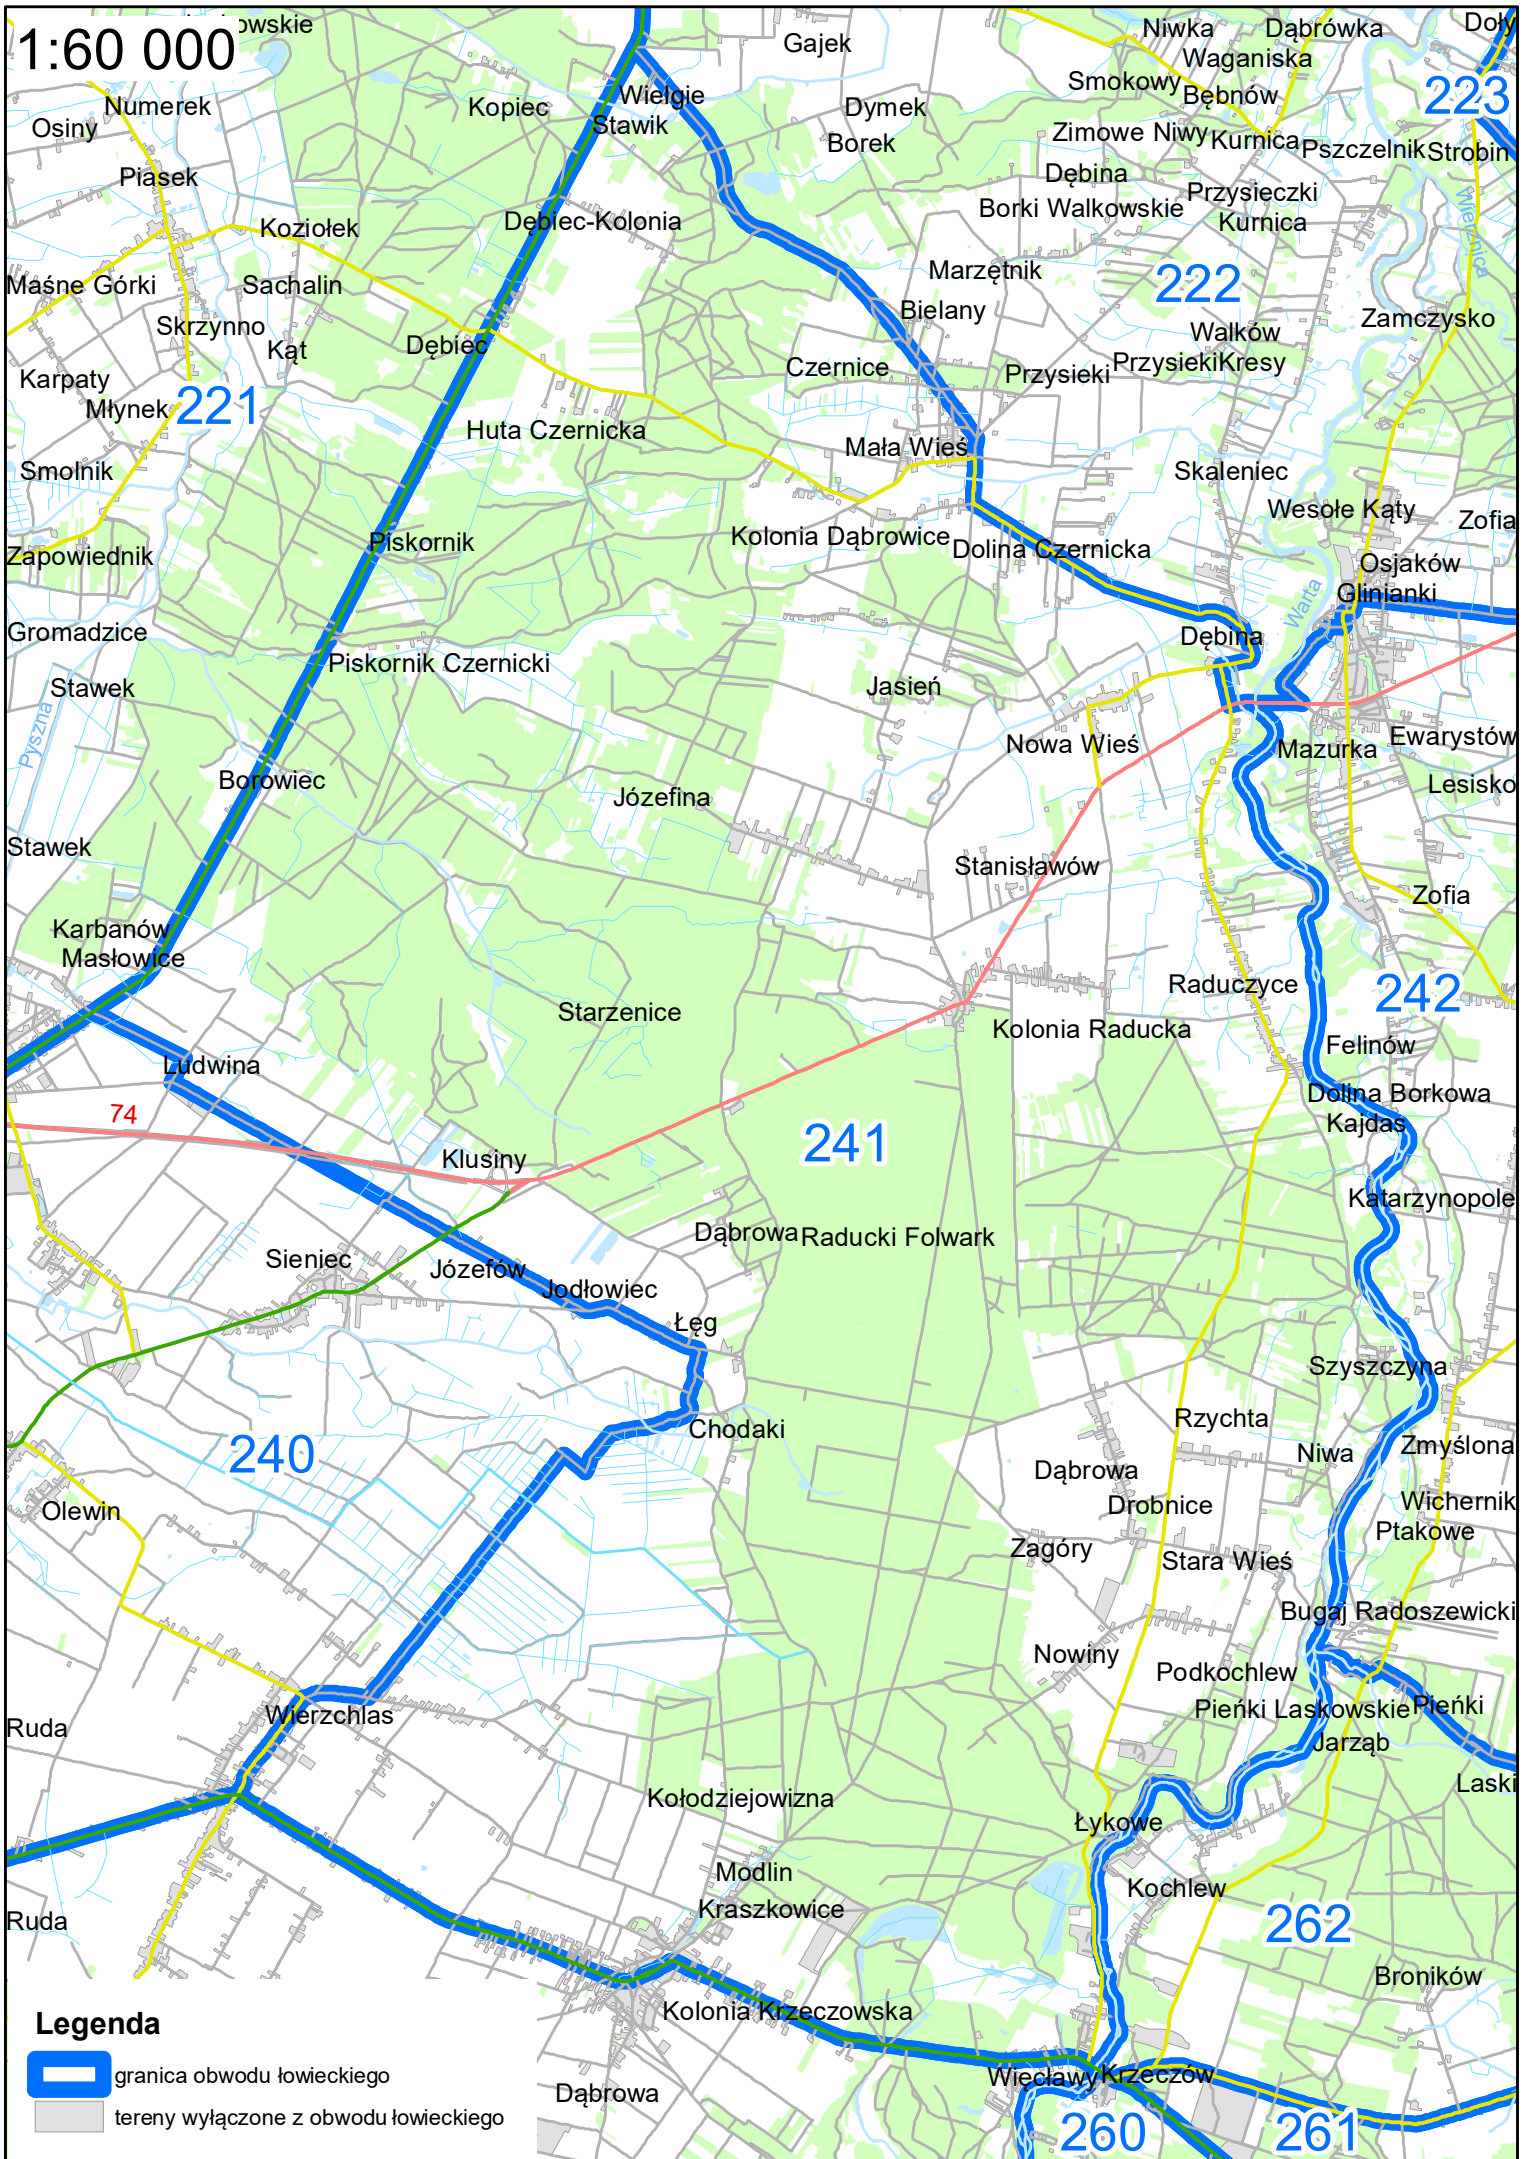 1:60 000
owskie
Gajek
Niwka
Dąbrówka
Doły
Waganiska
Smokowy
Bębnów
223
Numerek
Kopiec
Wielgie
Dymek
Osiny
Stawik
Borek
Zimowe Niwy
Kurnica
Pszczelnik
Strobin
Piasek
Dębina
Przysieczki
Borki Walkowskie
Kurnica
Wierznica
Koziołek
Dębiec-Kolonia
Maśne Górki
Sachalin
Marzętnik
222
Bielany
Zamczysko
Skrzynno
Kąt
Dębiec
Walków
Czernice
Przysieki
Przysieki
Kresy
Karpaty
Młynek
221
Huta Czernicka
Mała Wieś
Smolnik
Skaleniec
Wesołe Kąty
Zofia
Zapowiednik
Piskornik
Kolonia Dąbrowice
Dolina Czernicka
Osjaków
Glinianki
Warta
Gromadzice
Piskornik Czernicki
Dębina
Stawek
Jasień
Pyszna
Nowa Wieś
Mazurka
Ewarystów
Borowiec
Józefina
Lesisko
Stawek
Stanisławów
Zofia
Karbanów
Masłowice
Raduczyce
242
Starzenice
Kolonia Raducka
Ludwina
Felinów
74
Dolina Borkowa
Kajdas
241
Klusiny
Katarzynopole
Dąbrowa
Raducki Folwark
Sieniec
Józefów
Jodłowiec
Łęg
Szyszczyna
Chodaki
Rzychta
240
Niwa
Zmyślona
Dąbrowa
Olewin
Drobnice
Wichernik
Ptakowe
Zagóry
Stara Wieś
Bugaj Radoszewicki
Nowiny
Podkochlew
Wierzchlas
Pieńki Laskowskie
Pieńki
Ruda
Jarząb
Laski
Kołodziejowizna
Łykowe
Modlin
Kochlew
Kraszkowice
Ruda
262
Broników
Kolonia Krzeczowska
Legenda
granica obwodu łowieckiego
tereny wyłączone z obwodu łowieckiego
Więcławy
Krzeczów
Dąbrowa
260
261